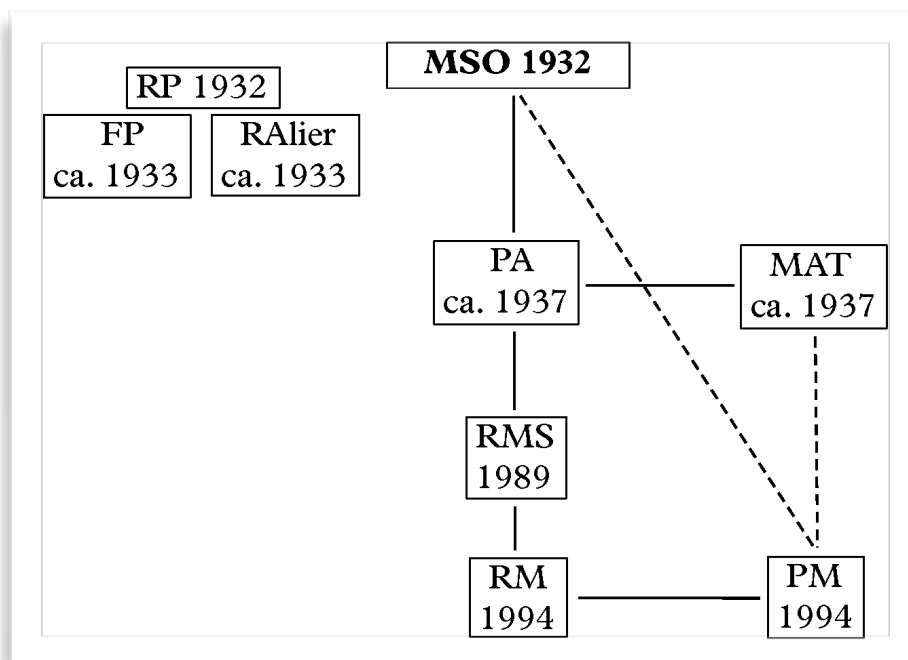 MSO 1932
RP 1932
FP
ca. 1933
RAlier
ca. 1933
PA
ca. 1937
MAT
ca. 1937
RMS
1989
RM
1994
PM
1994